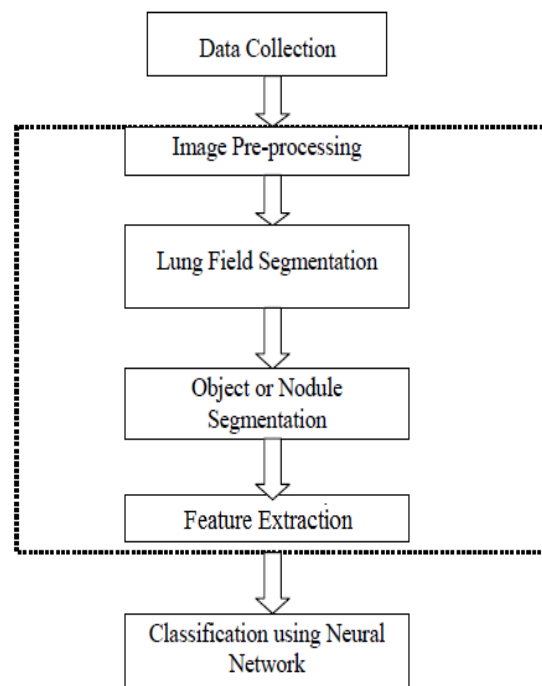 Data Collection
Image Pre-processing
Lung Field Segmentation
Object or Nodule
Segmentation
Feature Extraction
Classification using Neural
Network